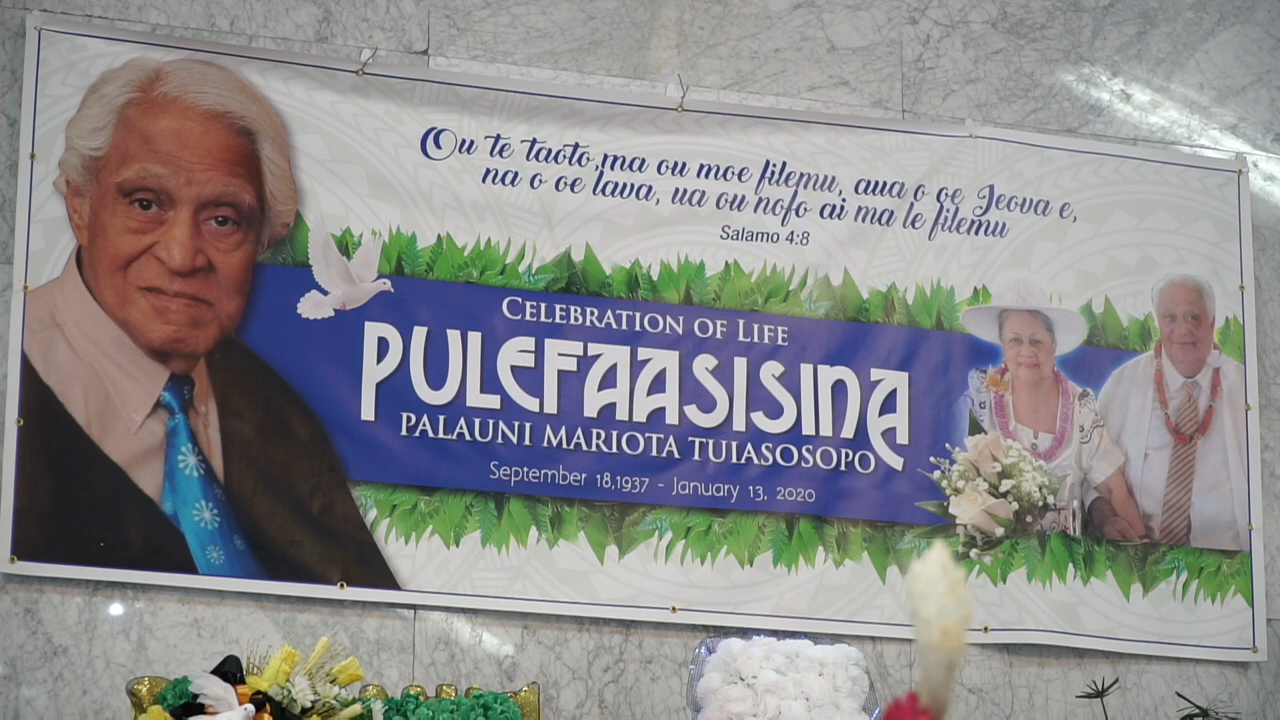 Ou te taoto, ma ou moe filemu, aua o oe Jeova e,
na o oe lava, ua ou nofo ai ma le filemu
Salamo 4:8
CELEBRATION OF LIFE
PULEFAASISINA
PALAUNI MARIOTA TUIASOSOPO
September 18,1937 - January 13, 2020